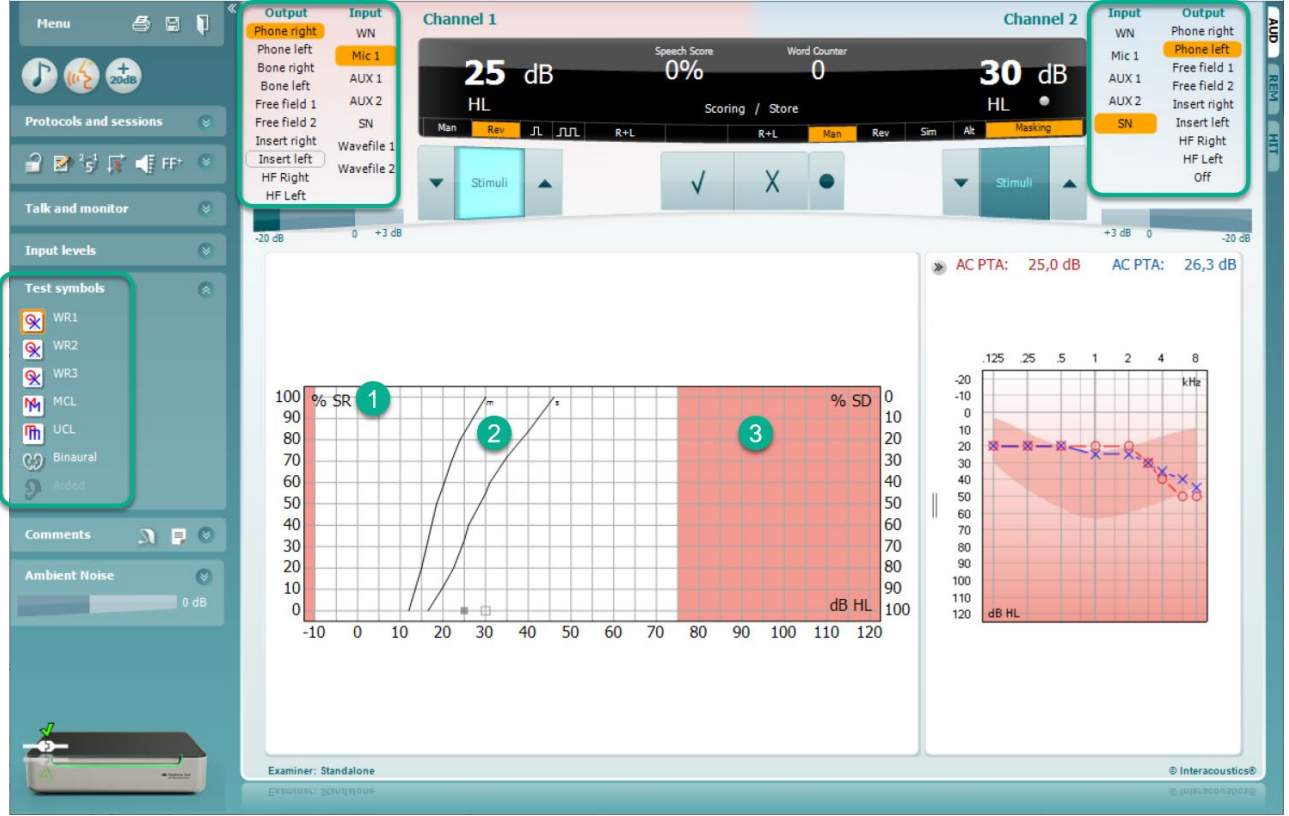 Menu
20dB
Protocols and sessions
FF+
Talk and monitor
Input levels
Test symbols
WR1
WR2
WR3
MCL
UCL
Binaural
Aided
Comments
Ambient Noise
0 dB
Output Input
Phone right WN
Phone left Mic 1
Bone right AUX 1
Bone left AUX 2
Free field 1 SN
Free field 2 Wavefile 1
Insert right Wavefile 2
Insert left
HF Right
HF Left
Channel 1
Channel 2
25 dB
HL
Speech Score
0%
Word Counter
0
Scoring / Store
30 dB
HL
Man Rev R+L R+L Man Rev Sim Alt Masking
Stimuli
Stimuli
Input Output
WN Phone right
Mic 1 Phone left
AUX 1 Free field 1
AUX 2 Free field 2
SN Insert right
Insert left
HF Right
HF Left
Off
AUD
REM
HIT
-20 dB 0 +3 dB
+3 dB 0 -20 dB
AC PTA: 25,0 dB AC PTA: 26,3 dB
% SR 1
m
s
2
3
% SD
100 90 80 70 60 50 40 30 20 10 0
0 10 20 30 40 50 60 70 80 90 100
dB HL
-10 0 10 20 30 40 50 60 70 80 90 100 110 120
.125 .25 .5 1 2 4 8
kHz
-20 -10 0 10 20 30 40 50 60 70 80 90 100 110 120
dB HL
Examiner: Standalone
© Interacoustics®